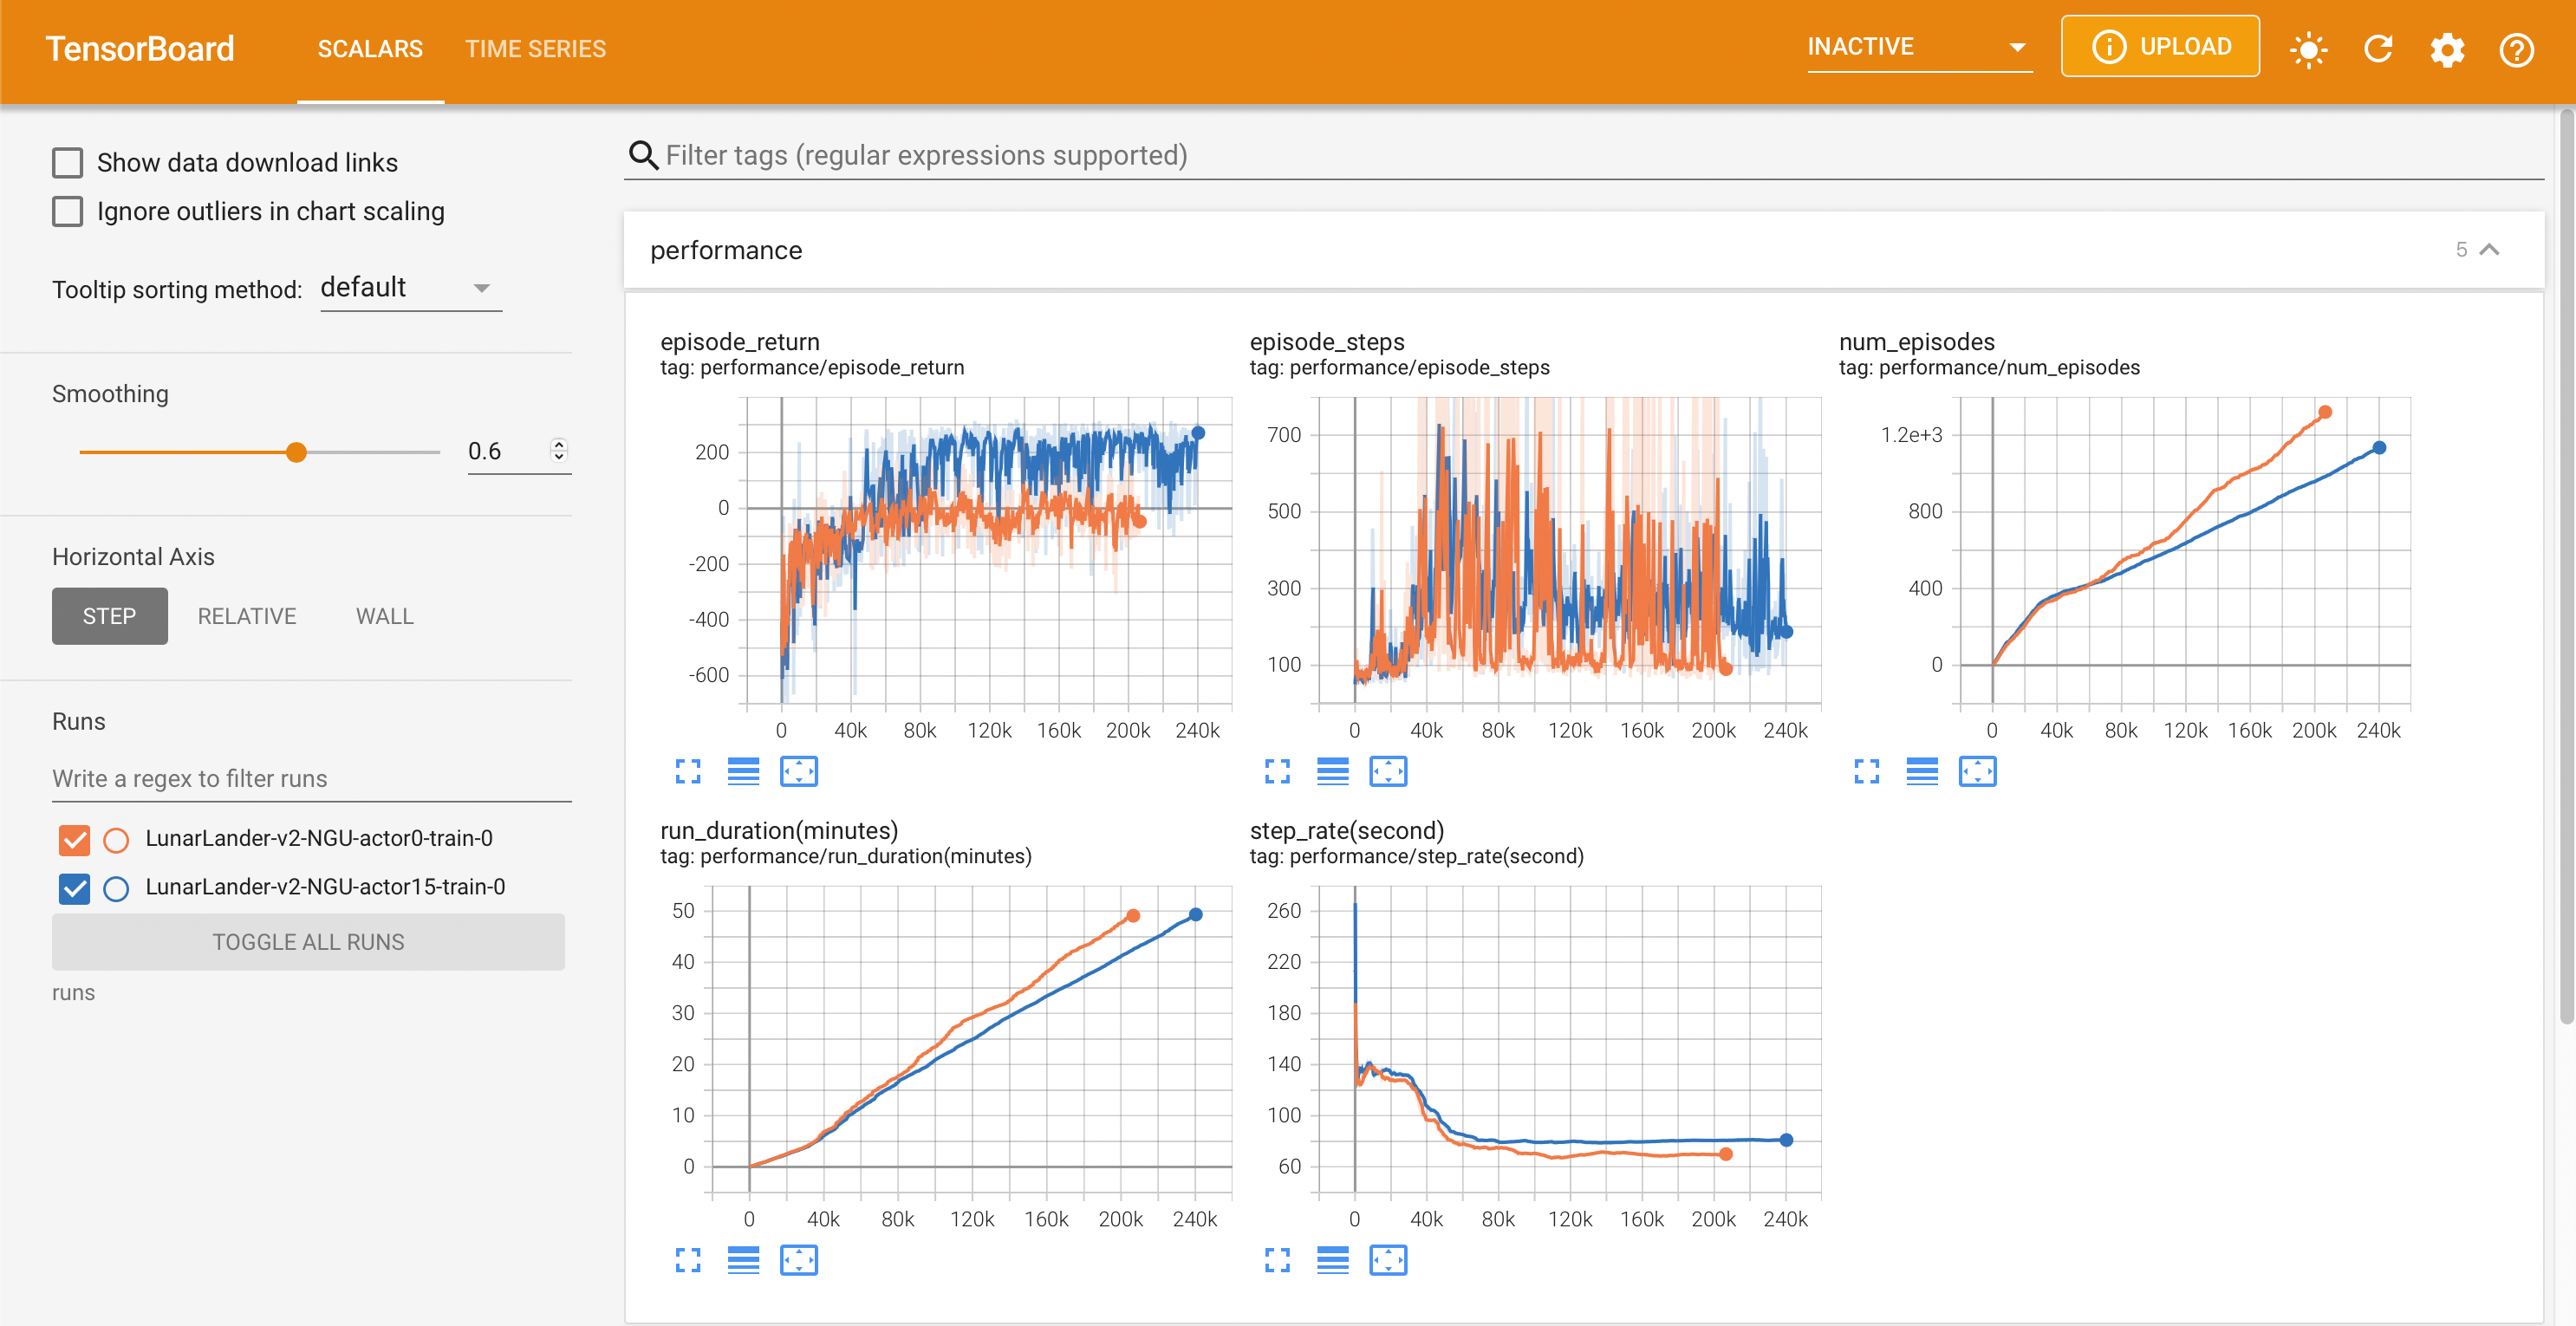 TensorBoard
SCALARS
TIME SERIES
INACTIVE
UPLOAD
Show data download links
Ignore outliers in chart scaling
Tooltip sorting method: default
Smoothing
0.6
Horizontal Axis
STEP
RELATIVE
WALL
Runs
Write a regex to filter runs
LunarLander-v2-NGU-actor0-train-0
LunarLander-v2-NGU-actor15-train-0
TOGGLE ALL RUNS
runs
Filter tags (regular expressions supported)
performance
5
episode_return
tag: performance/episode_return
200
0
-200
-400
-600
0 40k 80k 120k 160k 200k 240k
episode_steps
tag: performance/episode_steps
700
500
300
100
0 40k 80k 120k 160k 200k 240k
num_episodes
tag: performance/num_episodes
1.2e+3
800
400
0
0 40k 80k 120k 160k 200k 240k
run_duration(minutes)
tag: performance/run_duration(minutes)
50
40
30
20
10
0
0 40k 80k 120k 160k 200k 240k
step_rate(second)
tag: performance/step_rate(second)
260
220
180
140
100
60
0 40k 80k 120k 160k 200k 240k